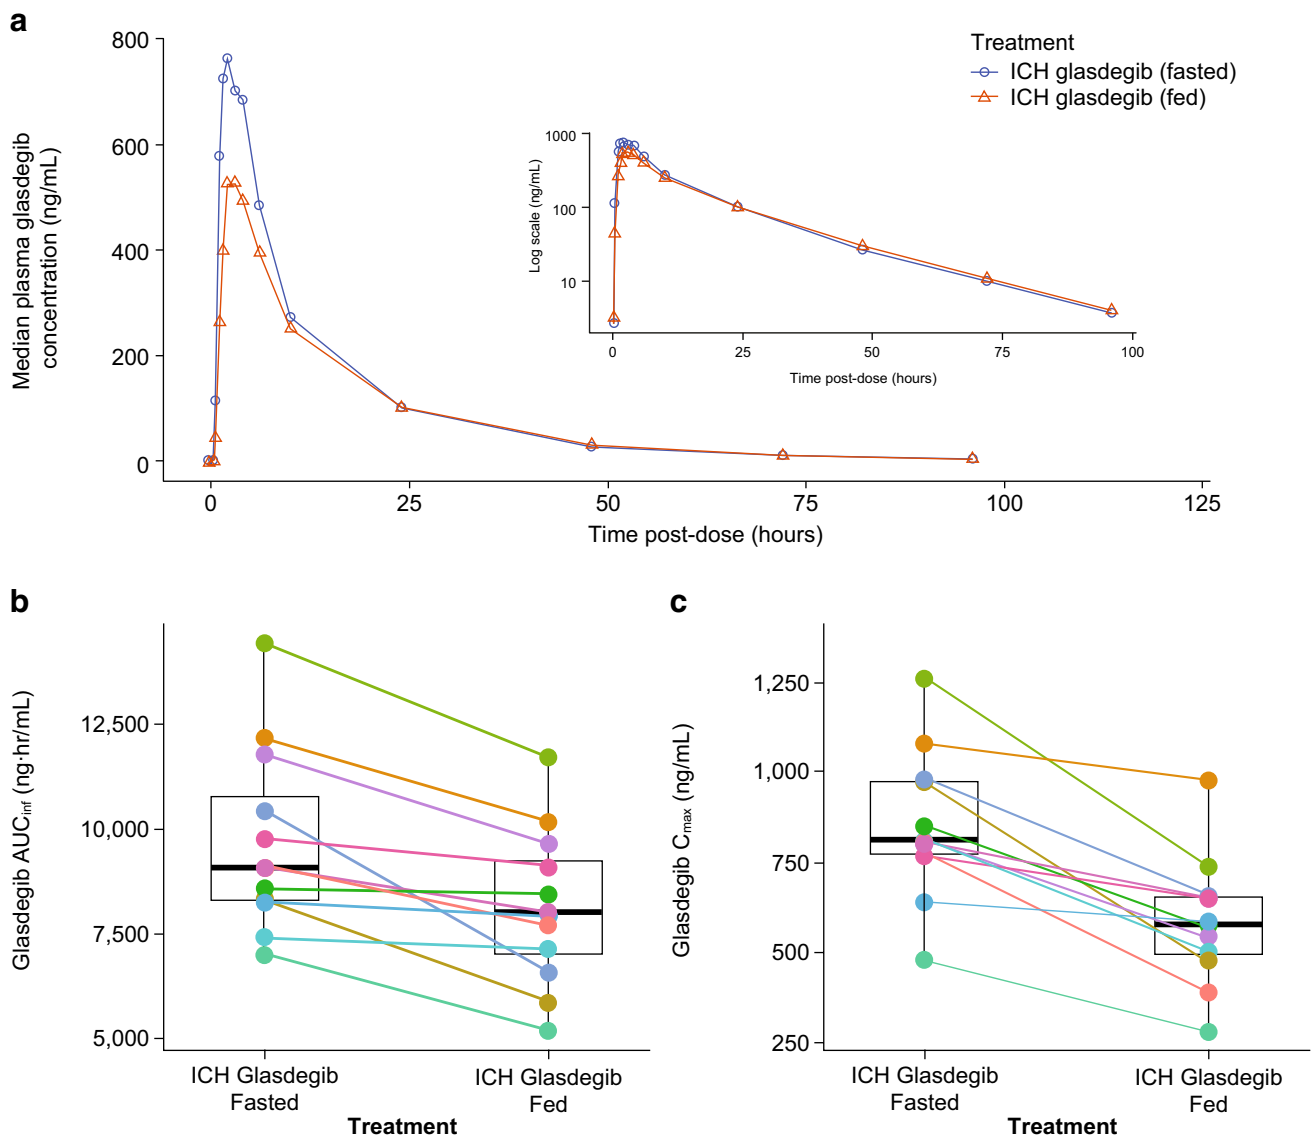 a
Treatment
ICH glasdegib (fasted)
ICH glasdegib (fed)
Median plasma glasdegib
concentration (ng/mL)
800
600
400
200
0
0 25 50 75 100 125
Time post-dose (hours)
Log scale (ng/mL)
1000
100
10
0 25 50 75 100
Time post-dose (hours)
b
Glasdegib AUCinf (ng·hr/mL)
12,500
10,000
7,500
5,000
ICH Glasdegib
Fasted
ICH Glasdegib
Fed
Treatment
c
Glasdegib Cmax (ng/mL)
1,250
1,000
750
500
250
ICH Glasdegib
Fasted
ICH Glasdegib
Fed
Treatment